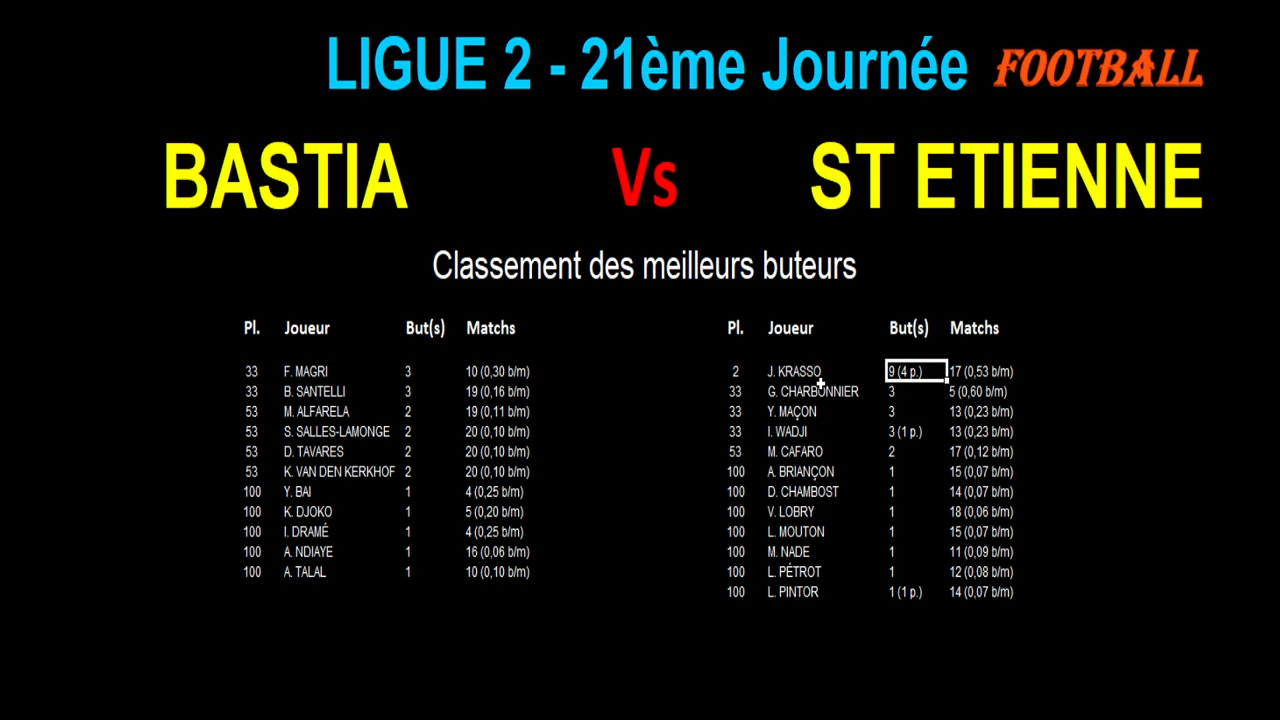 LIGUE 2 - 21ème Journée FOOTBALL
BASTIA Vs ST ETIENNE
Classement des meilleurs buteurs
Pl. Joueur But(s) Matchs
33 F. MAGRI 3 10 (0,30 b/m)
33 B. SANTELLI 3 19 (0,16 b/m)
53 M. ALFARELA 2 19 (0,11 b/m)
53 S. SALLES-LAMONGE 2 20 (0,10 b/m)
53 D. TAVARES 2 20 (0,10 b/m)
53 K. VAN DEN KERKHOF 2 20 (0,10 b/m)
100 Y. BAI 1 4 (0,25 b/m)
100 K. DJOKO 1 5 (0,20 b/m)
100 I. DRAMÉ 1 4 (0,25 b/m)
100 A. NDIAYE 1 16 (0,06 b/m)
100 A. TALAL 1 10 (0,10 b/m)
Pl. Joueur But(s) Matchs
2 J. KRASSO 9 (4 p.) 17 (0,53 b/m)
33 G. CHARBONNIER 3 5 (0,60 b/m)
33 Y. MAÇON 3 13 (0,23 b/m)
33 I. WADJI 3 (1 p.) 13 (0,23 b/m)
53 M. CAFARO 2 17 (0,12 b/m)
100 A. BRIANÇON 1 15 (0,07 b/m)
100 D. CHAMBOST 1 14 (0,07 b/m)
100 V. LOBRY 1 18 (0,06 b/m)
100 L. MOUTON 1 15 (0,07 b/m)
100 M. NADE 1 11 (0,09 b/m)
100 L. PÉTROT 1 12 (0,08 b/m)
100 L. PINTOR 1 (1 p.) 14 (0,07 b/m)